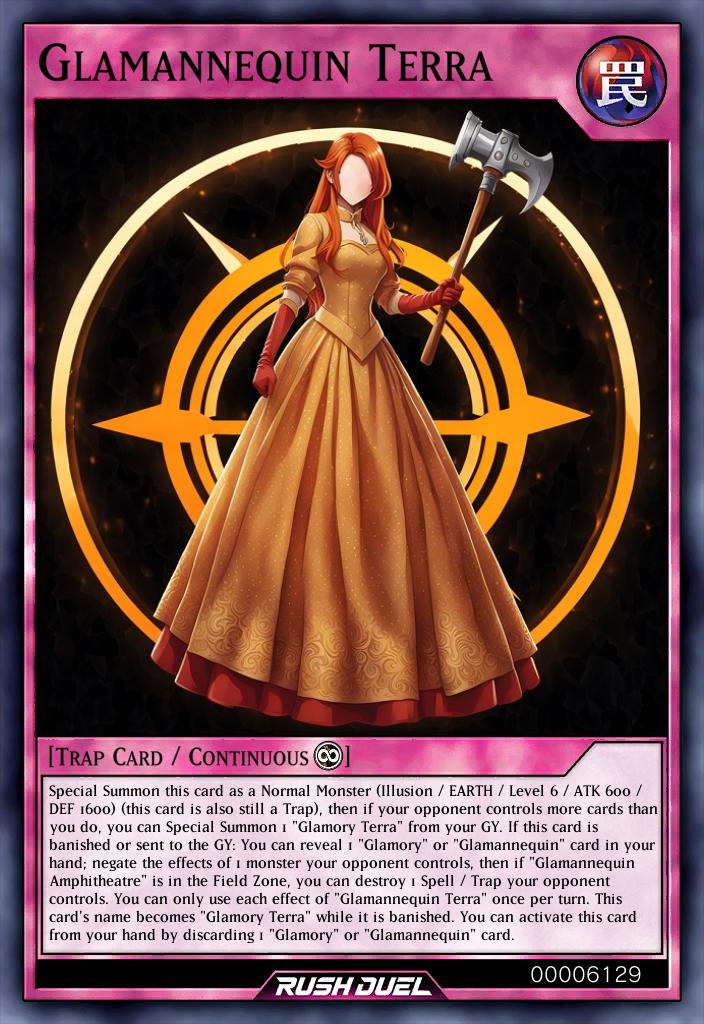 Glamannequin Terra
罠
[Trap Card / Continuous ∞]
Special Summon this card as a Normal Monster (Illusion / EARTH / Level 6 / ATK 600 /
DEF 1600) (this card is also still a Trap), then if your opponent controls more cards than
you do, you can Special Summon 1 "Glamory Terra" from your GY. If this card is
banished or sent to the GY: You can reveal 1 "Glamory" or "Glamannequin" card in your
hand; negate the effects of 1 monster your opponent controls, then if "Glamannequin
Amphitheatre" is in the Field Zone, you can destroy 1 Spell / Trap your opponent
controls. You can only use each effect of "Glamannequin Terra" once per turn. This
card's name becomes "Glamory Terra" while it is banished. You can activate this card
from your hand by discarding 1 "Glamory" or "Glamannequin" card.
00006129
RUSH DUEL